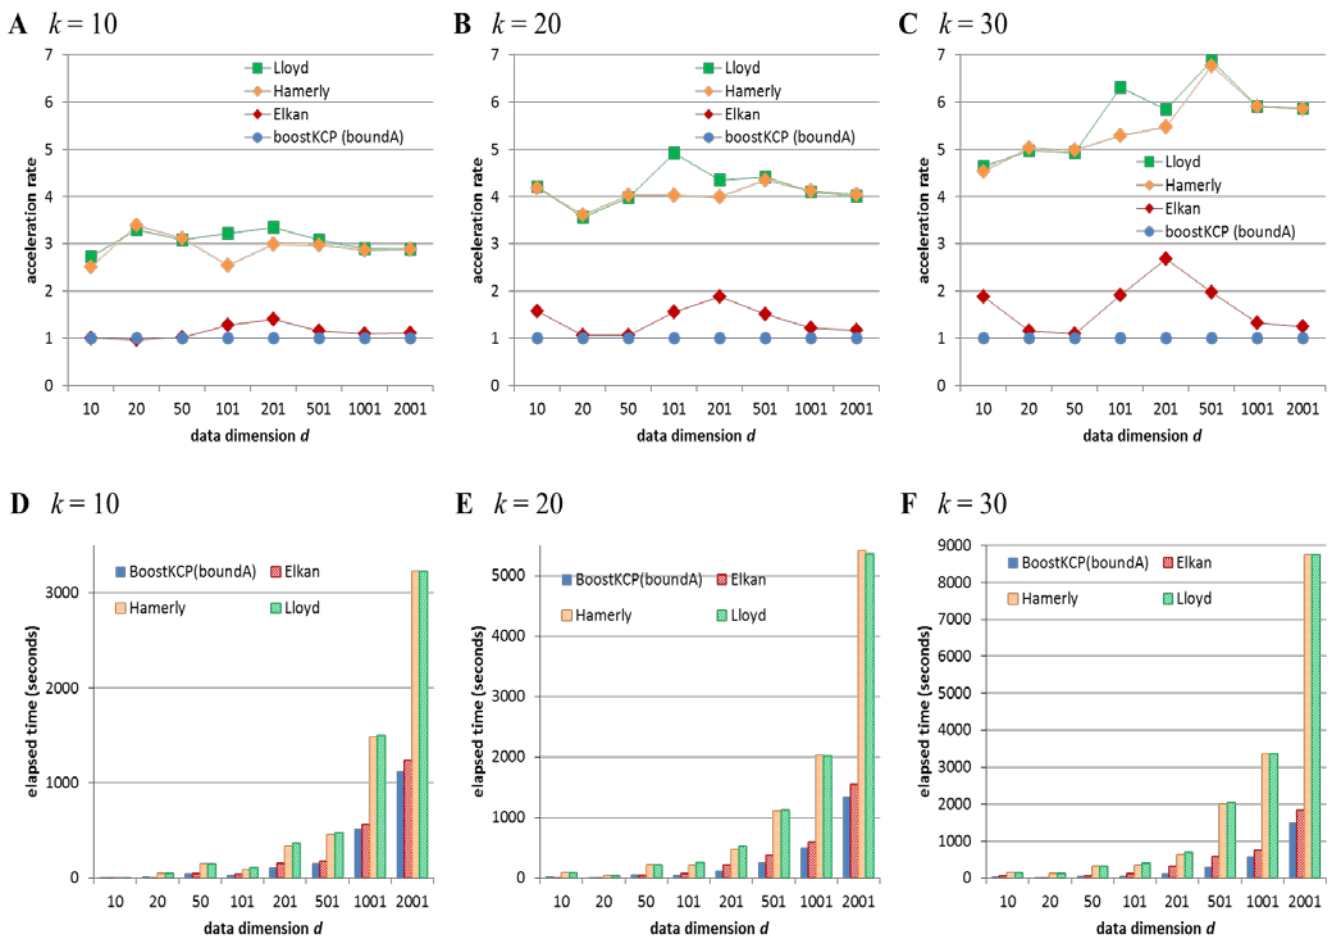 A k = 10
7
6
5
4
3
2
1
0
acceleration rate
Lloyd
Hamerly
Elkan
boostKCP (boundA)
10 20 50 101 201 501 1001 2001
data dimension d
B k = 20
7
6
5
4
3
2
1
0
acceleration rate
Lloyd
Hamerly
Elkan
boostKCP (boundA)
10 20 50 101 201 501 1001 2001
data dimension d
C k = 30
7
6
5
4
3
2
1
0
acceleration rate
Lloyd
Hamerly
Elkan
boostKCP (boundA)
10 20 50 101 201 501 1001 2001
data dimension d
D k = 10
3000
2000
1000
0
elapsed time (seconds)
BoostKCP(boundA) Elkan
Hamerly Lloyd
10 20 50 101 201 501 1001 2001
data dimension d
E k = 20
5000
4000
3000
2000
1000
0
elapsed time (seconds)
BoostKCP(boundA) Elkan
Hamerly Lloyd
10 20 50 101 201 501 1001 2001
data dimension d
F k = 30
9000
8000
7000
6000
5000
4000
3000
2000
1000
0
elapsed time (seconds)
BoostKCP(boundA) Elkan
Hamerly Lloyd
10 20 50 101 201 501 1001 2001
data dimension d